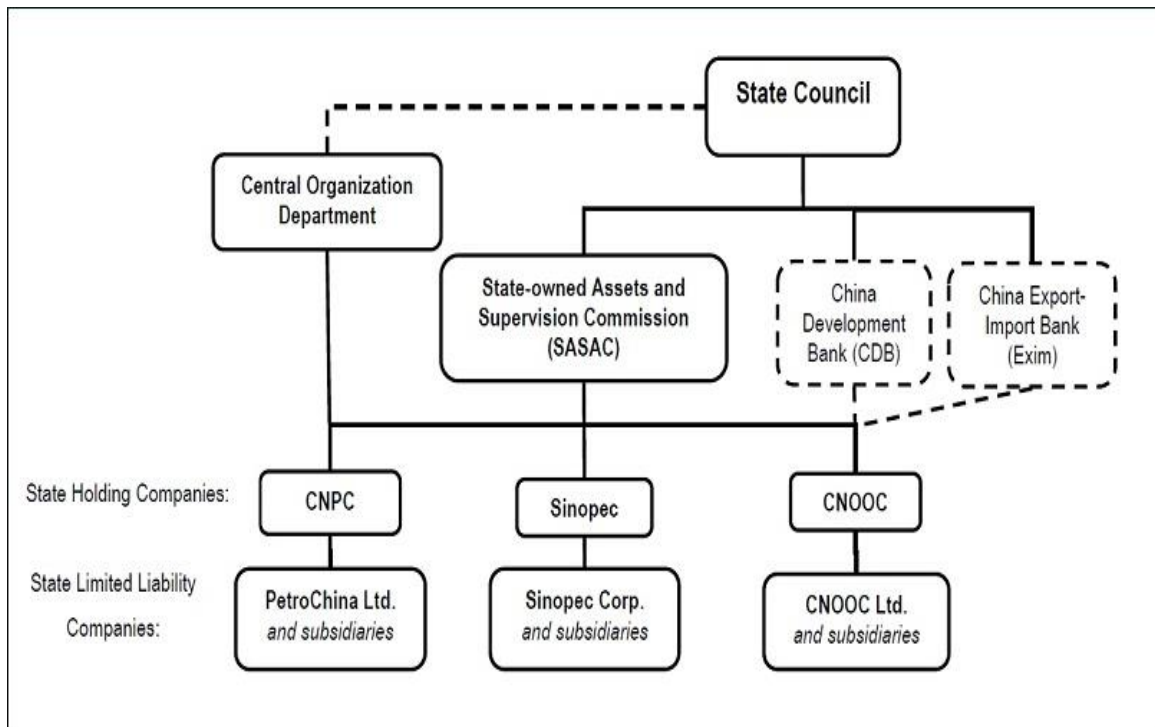 State Council
Central Organization
Department
State-owned Assets and
Supervision Commission
(SASAC)
China
Development
Bank (CDB)
China Export-
Import Bank
(Exim)
State Holding Companies:
CNPC
Sinopec
CNOOC
State Limited Liability
Companies:
PetroChina Ltd.
and subsidiaries
Sinopec Corp.
and subsidiaries
CNOOC Ltd.
and subsidiaries